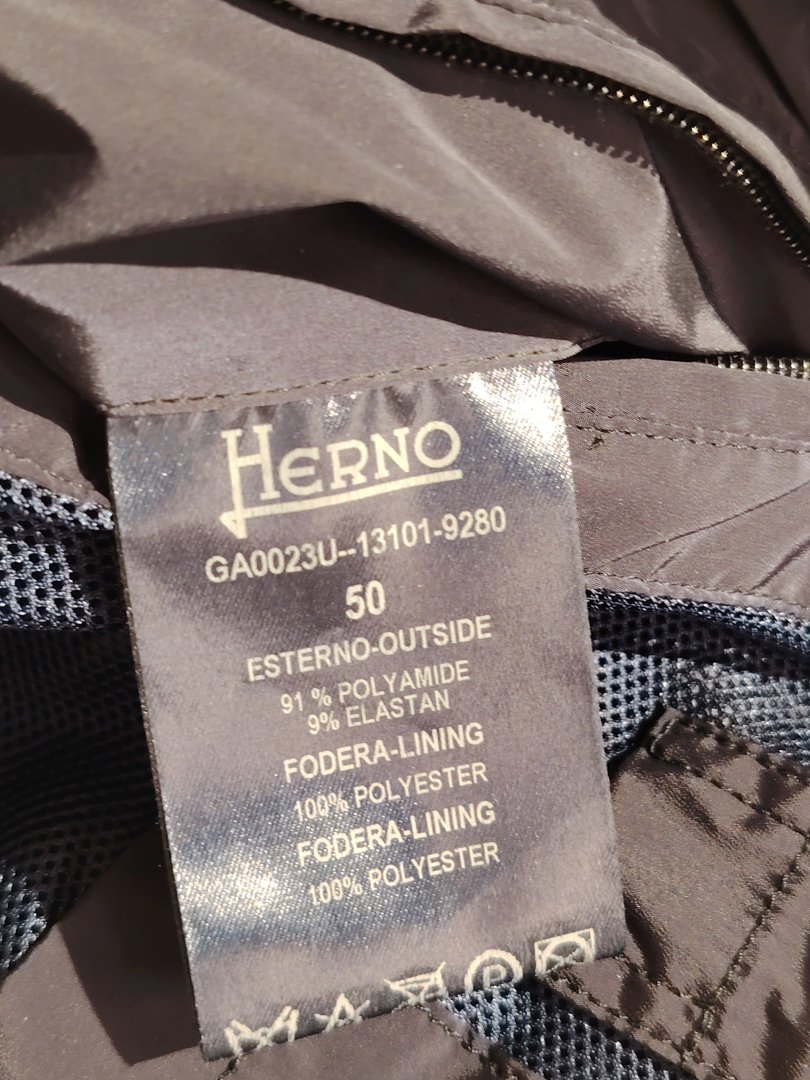 HERNO
GA0023U--13101-9280
50
ESTERNO-OUTSIDE
91 % POLYAMIDE
9% ELASTAN
FODERA-LINING
100% POLYESTER
FODERA-LINING
100% POLYESTER
P